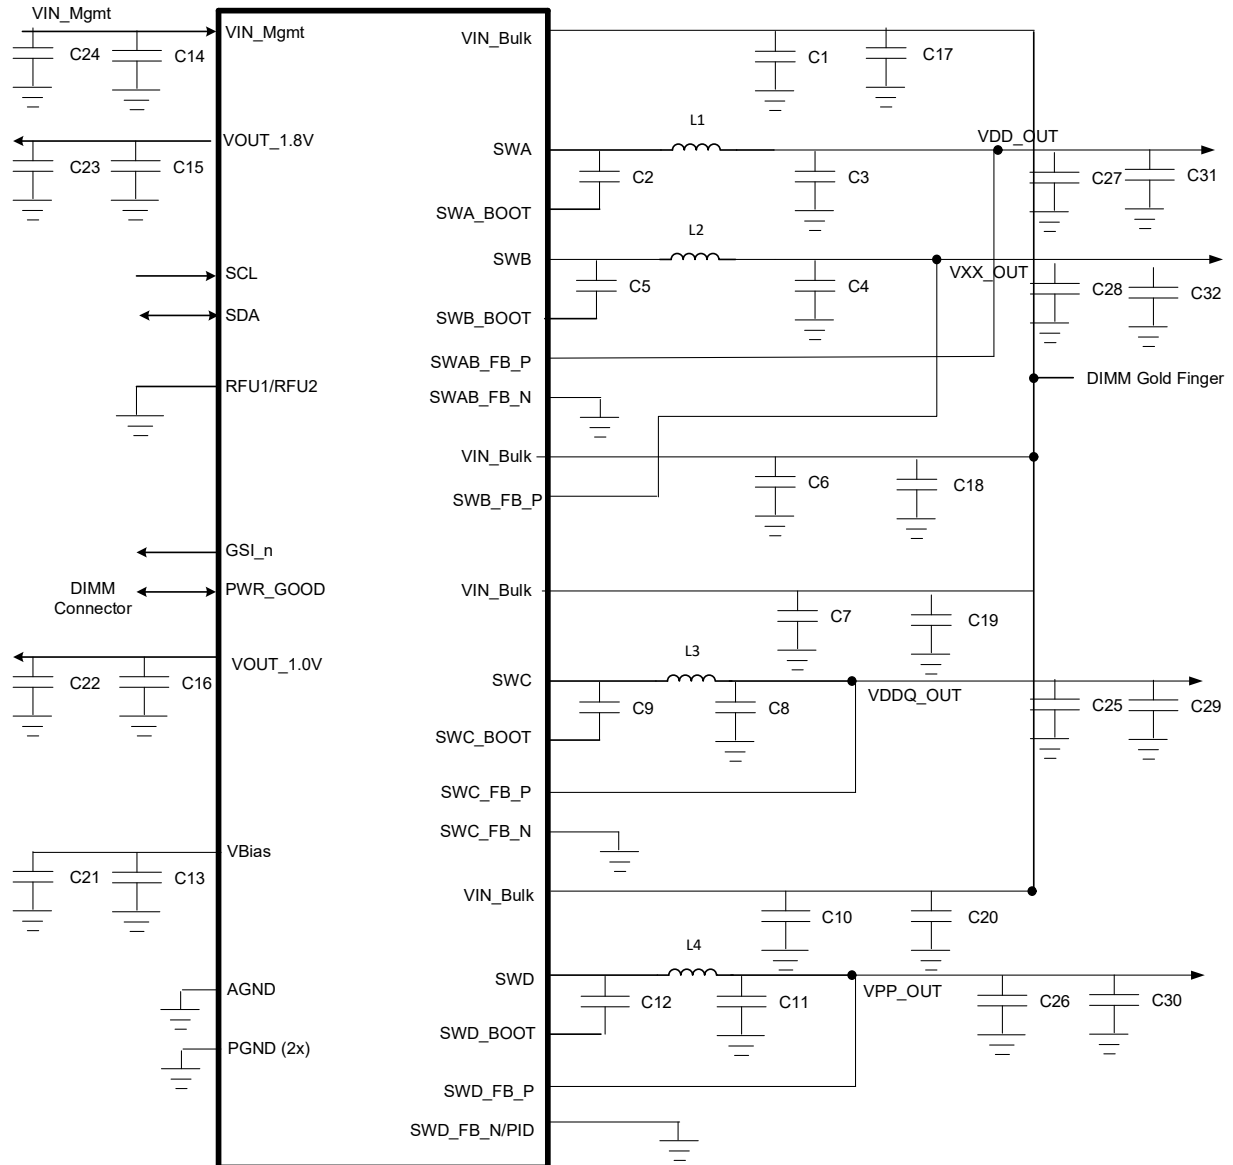 VIN_Mgmt
VIN_Mgmt
VIN_Bulk
C24
C14
C1
C17
VOUT_1.8V
SWA
L1
VDD_OUT
C23
C15
C2
C3
C27
C31
SWA_BOOT
L2
SCL
SWB
VXX_OUT
C5
C4
C28
C32
SDA
SWB_BOOT
SWAB_FB_P
RFU1/RFU2
DIMM Gold Finger
SWAB_FB_N
VIN_Bulk
C6
C18
SWB_FB_P
GSI_n
DIMM
Connector
PWR_GOOD
VIN_Bulk
C7
C19
VOUT_1.0V
L3
C22
C16
SWC
VDDQ_OUT
C9
C8
C25
C29
SWC_BOOT
SWC_FB_P
SWC_FB_N
VBias
C21
C13
VIN_Bulk
C10
C20
L4
AGND
SWD
VPP_OUT
C12
C11
C26
C30
SWD_BOOT
PGND (2x)
SWD_FB_P
SWD_FB_N/PID